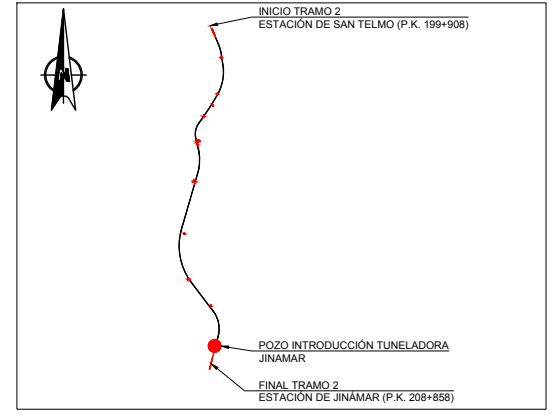 INICIO TRAMO 2
ESTACIÓN DE SAN TELMO (P.K. 199+908)
N
POZO INTRODUCCIÓN TUNELADORA
JINAMAR
FINAL TRAMO 2
ESTACIÓN DE JINÁMAR (P.K. 208+858)